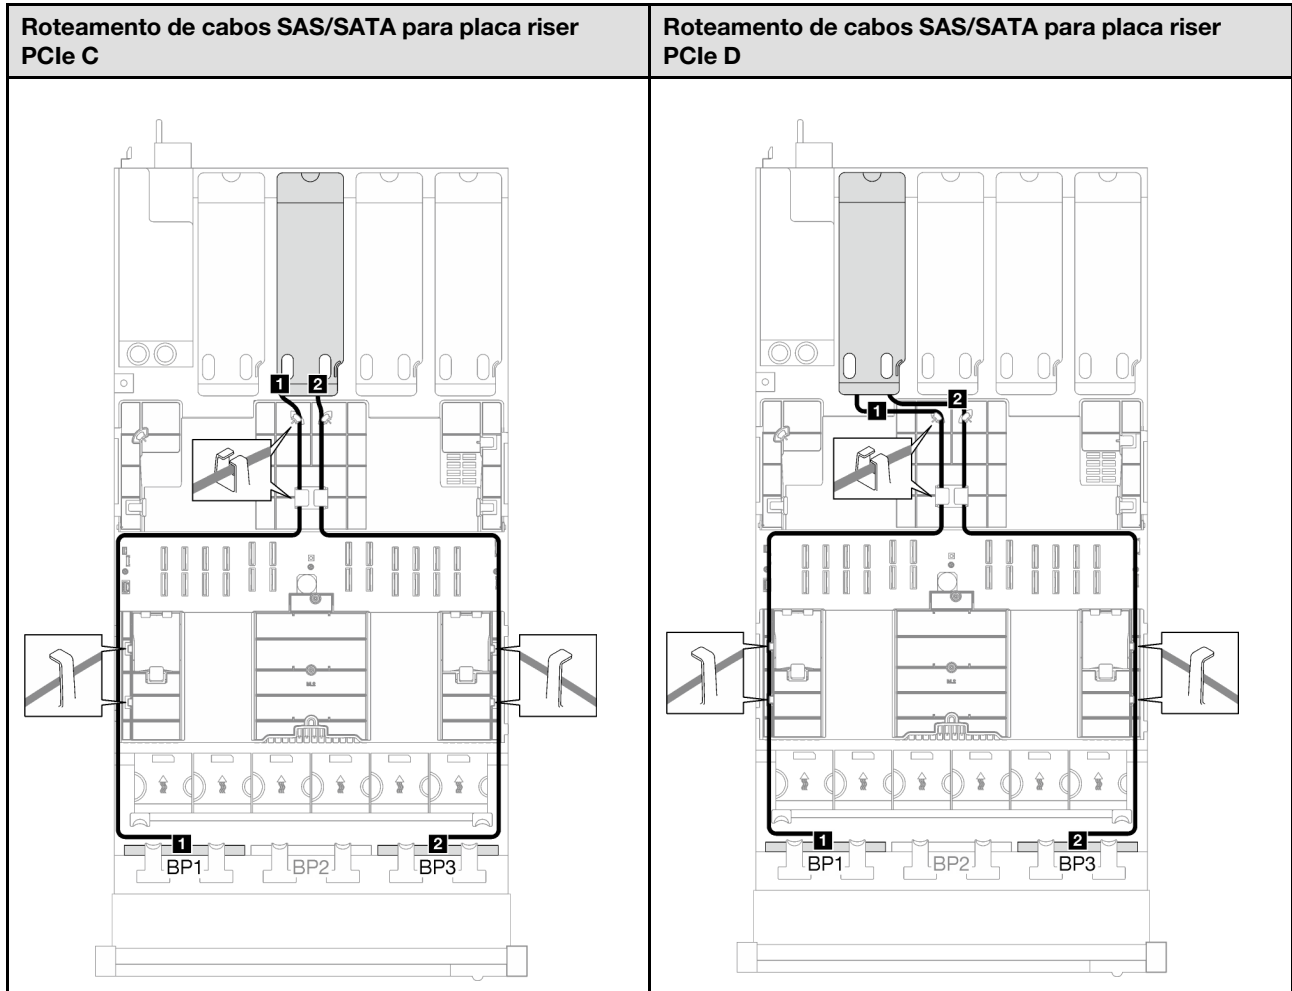 Roteamento de cabos SAS/SATA para placa riser
PCIe C
Roteamento de cabos SAS/SATA para placa riser
PCIe D
1
2
1
2
BP1
BP2
BP3
1
2
1
2
BP1
BP2
BP3